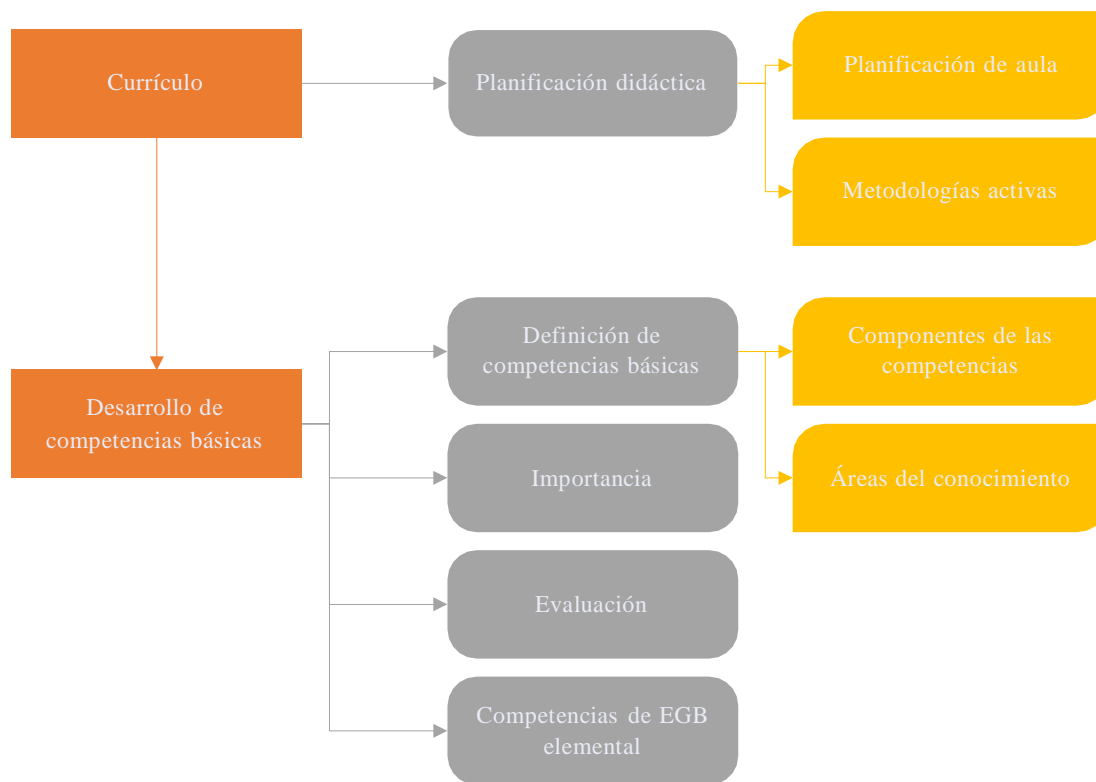 Currículo
Planificación didáctica
Planificación de aula
Metodologías activas
Desarrollo de
competencias básicas
Definición de
competencias básicas
Componentes de las
competencias
Importancia
Áreas del conocimiento
Evaluación
Competencias de EGB
elemental